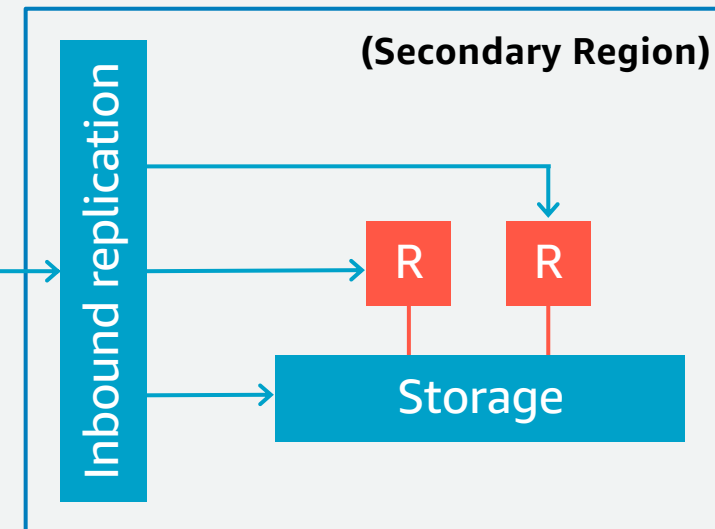 (Secondary Region)
Inbound replication
R
R
Storage